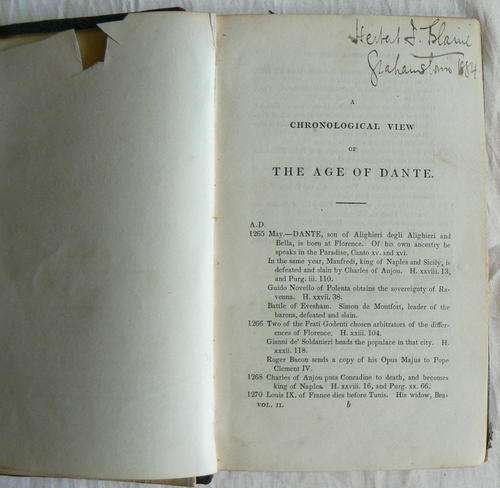 Herbert J. Blaine
Grahamstown 1884
A
CHRONOLOGICAL VIEW
OF
THE AGE OF DANTE.
A.D.
1265 May.—DANTE, son of Alighieri degli Alighieri and
Bella, is born at Florence. Of his own ancestry he
speaks in the Paradise, Canto xv. and xvi.
In the same year, Manfredi, king of Naples and Sicily, is
defeated and slain by Charles of Anjou. H. xxviii. 13,
and Purg. iii. 110.
Guido Novello of Polenta obtains the sovereignty of Ra-
venna. H. xxvii. 38.
Battle of Evesham. Simon de Montfort, leader of the
barons, defeated and slain.
1266 Two of the Frati Godenti chosen arbitrators of the differ-
ences of Florence. H. xxiii. 104.
Gianni de' Soldanieri heads the populace in that city. H.
xxxii. 118.
Roger Bacon sends a copy of his Opus Majus to Pope
Clement IV.
1268 Charles of Anjou puts Conradine to death, and becomes
king of Naples. H. xxviii. 16, and Purg. xx. 66.
1270 Louis IX. of France dies before Tunis. His widow, Bea-
VOL. II. b